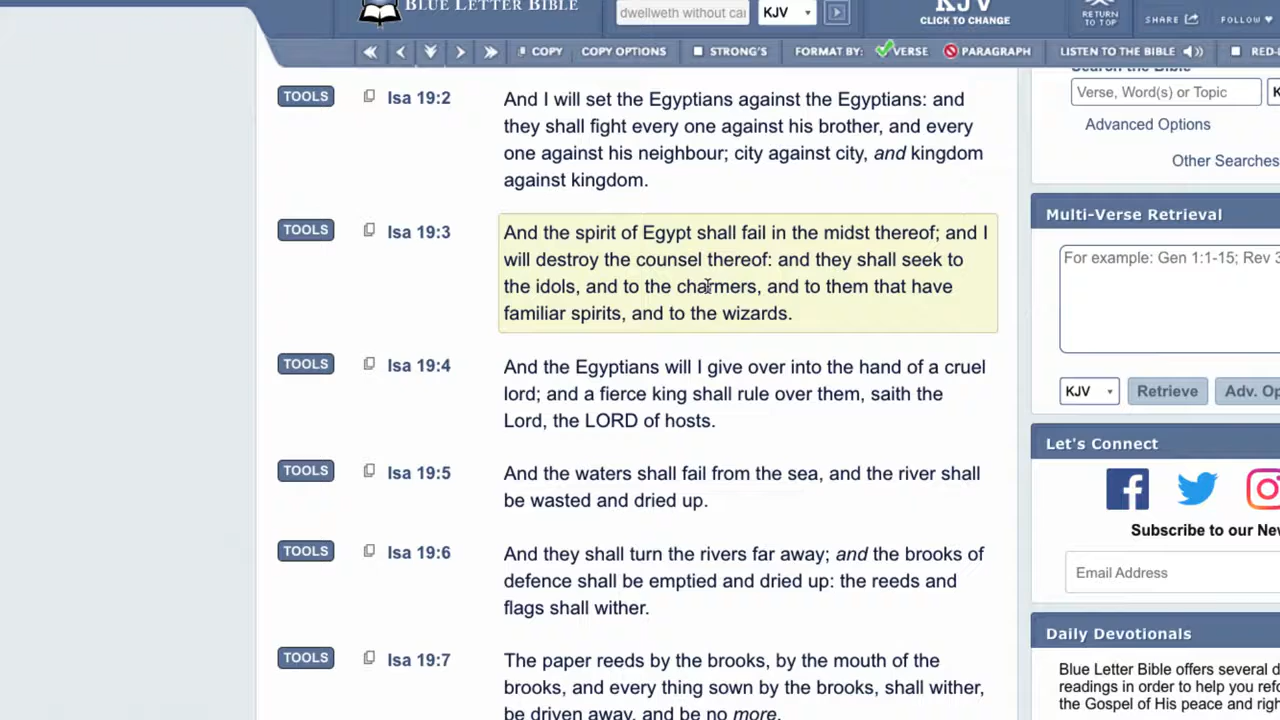 BLUE LETTER BIBLE
dwellweth without
KJV
KJV
CLICK TO CHANGE
RETURN
TO TOP
SHARE
FOLLOW
COPY
COPY OPTIONS
STRONG'S
FORMAT BY:
VERSE
PARAGRAPH
LISTEN TO THE BIBLE
TOOLS
Isa 19:2
And I will set the Egyptians against the Egyptians: and
they shall fight every one against his brother, and every
one against his neighbour; city against city, and kingdom
against kingdom.
TOOLS
Isa 19:3
And the spirit of Egypt shall fail in the midst thereof; and I
will destroy the counsel thereof: and they shall seek to
the idols, and to the charmers, and to them that have
familiar spirits, and to the wizards.
TOOLS
Isa 19:4
And the Egyptians will I give over into the hand of a cruel
lord; and a fierce king shall rule over them, saith the
Lord, the LORD of hosts.
TOOLS
Isa 19:5
And the waters shall fail from the sea, and the river shall
be wasted and dried up.
TOOLS
Isa 19:6
And they shall turn the rivers far away; and the brooks of
defence shall be emptied and dried up: the reeds and
flags shall wither.
TOOLS
Isa 19:7
The paper reeds by the brooks, by the mouth of the
brooks, and every thing sown by the brooks, shall wither,
be driven away, and be no more.
Search the Bible
Verse, Word(s) or Topic
Advanced Options
Other Searches
Multi-Verse Retrieval
For example: Gen 1:1-15; Rev
KJV
Retrieve
Adv.
Let's Connect
Subscribe to our
Email Address
Daily Devotionals
Blue Letter Bible offers several
readings in order to help you
the Gospel of His peace and